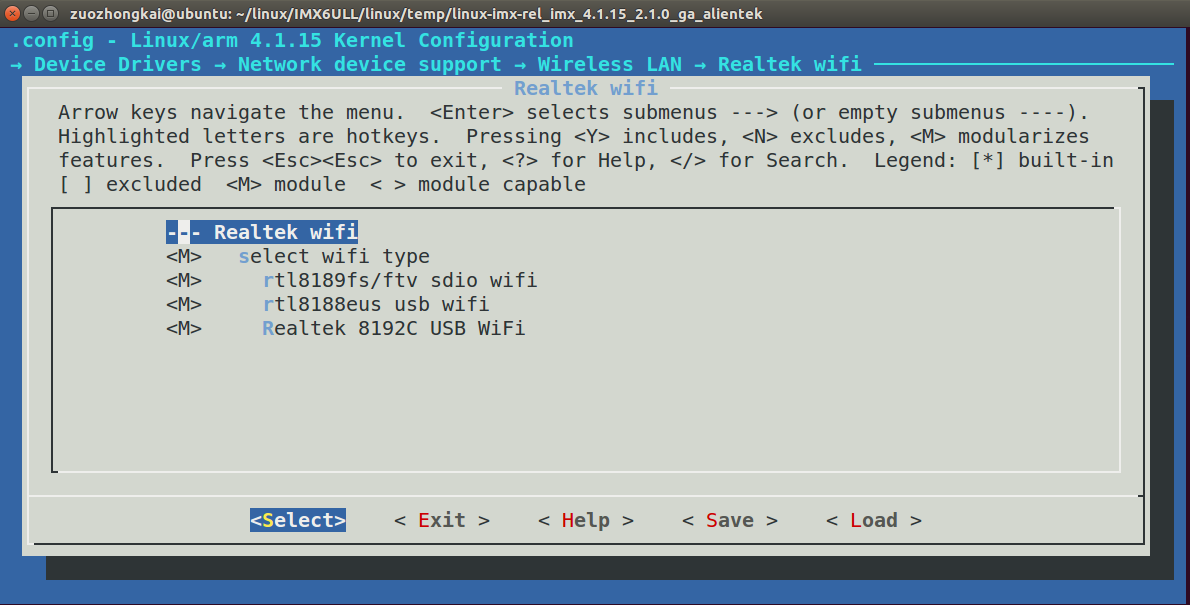 zuozhongkai@ubuntu: ~/linux/IMX6ULL/linux/temp/linux-imx-rel_imx_4.1.15_2.1.0_ga_alientek
.config - Linux/arm 4.1.15 Kernel Configuration
→ Device Drivers → Network device support → Wireless LAN → Realtek wifi
Realtek wifi
Arrow keys navigate the menu.  <Enter> selects submenus ---> (or empty submenus ----).
Highlighted letters are hotkeys.  Pressing <Y> includes, <N> excludes, <M> modularizes
features.  Press <Esc><Esc> to exit, <?> for Help, </> for Search.  Legend: [*] built-in
[ ] excluded  <M> module  < > module capable
--- Realtek wifi
<M>   select wifi type
<M>     rtl8189fs/ftv sdio wifi
<M>     rtl8188eus usb wifi
<M>     Realtek 8192C USB WiFi
<Select>    < Exit >    < Help >    < Save >    < Load >